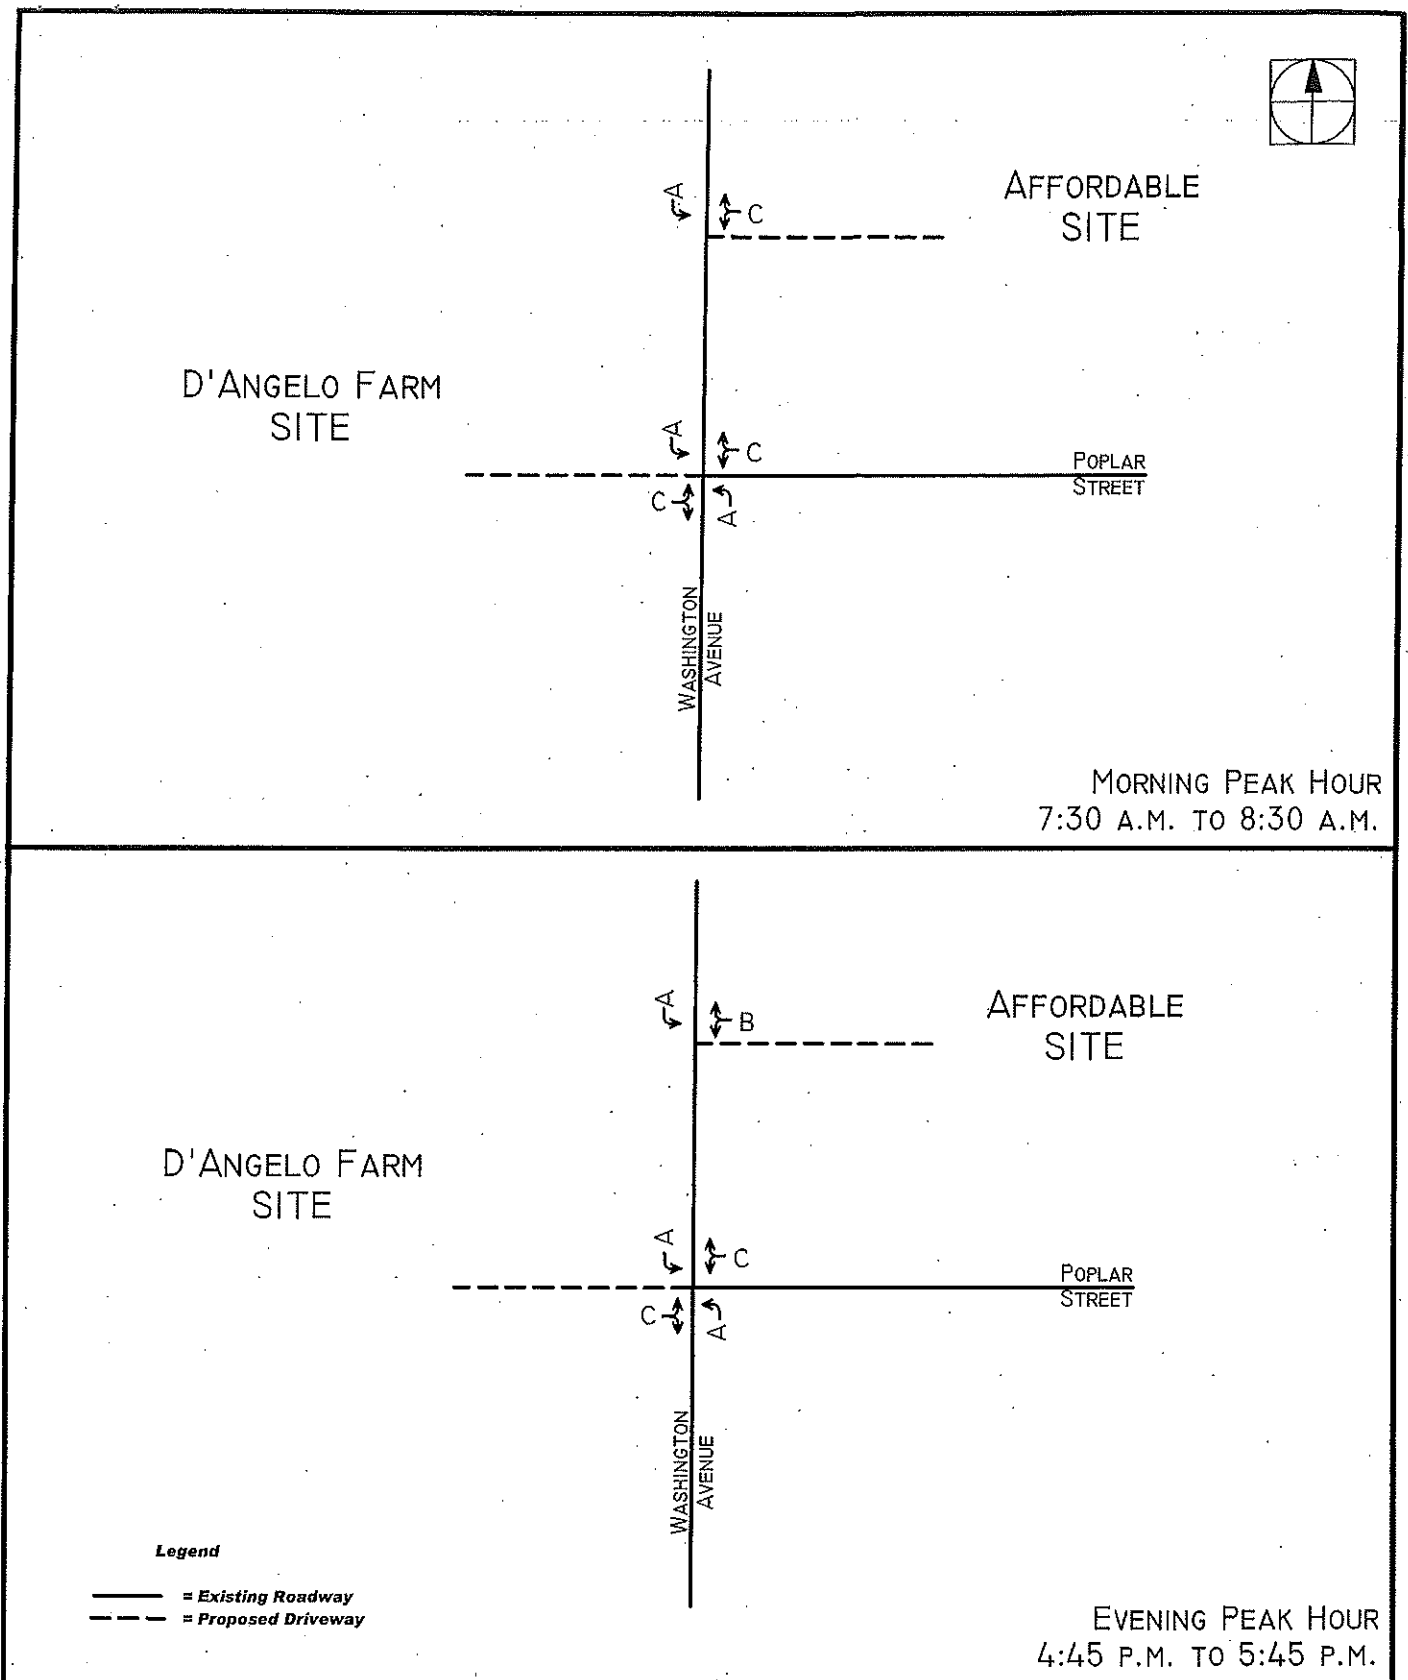 A
C
AFFORDABLE
SITE
D'ANGELO FARM
SITE
A
C
POPLAR
STREET
C
A
WASHINGTON
AVENUE
MORNING PEAK HOUR
7:30 A.M. TO 8:30 A.M.
A
B
AFFORDABLE
SITE
D'ANGELO FARM
SITE
A
C
POPLAR
STREET
C
A
WASHINGTON
AVENUE
Legend
= Existing Roadway
= Proposed Driveway
EVENING PEAK HOUR
4:45 P.M. TO 5:45 P.M.